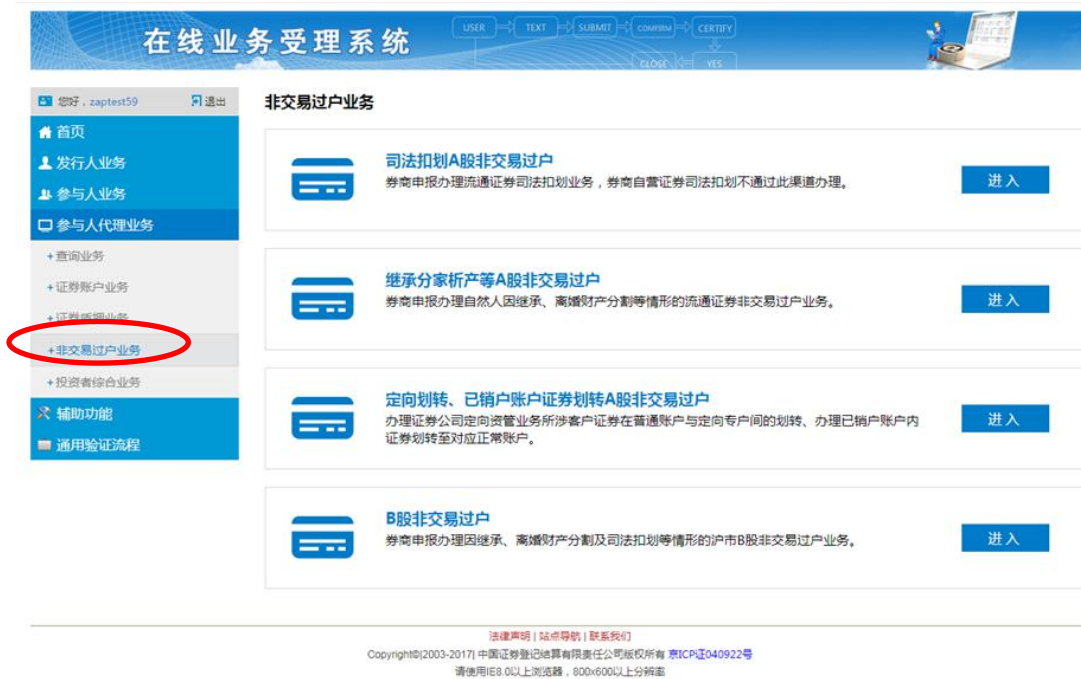 在线业务受理系统
USER TEXT SUBMIT COMFIRM CERTIFY
CLOSE YES
您好，zaptest59 退出
首页
发行人业务
参与人业务
参与人代理业务
+查询业务
+证券账户业务
+证券质押业务
+非交易过户业务
+投资者综合业务
辅助功能
通用验证流程
非交易过户业务
司法扣划A股非交易过户
券商申报办理流通证券司法扣划业务，券商自营证券司法扣划不通过此渠道办理。
进入
继承分家析产等A股非交易过户
券商申报办理自然人因继承、离婚财产分割等情形的流通证券非交易过户业务。
进入
定向划转、已销户账户证券划转A股非交易过户
办理证券公司定向资管业务所涉客户证券在普通账户与定向专户间的划转、办理已销户账户内
证券划转至对应正常账户。
进入
B股非交易过户
券商申报办理因继承、离婚财产分割及司法扣划等情形的沪市B股非交易过户业务。
进入
法律声明 | 站点导航 | 联系我们
Copyright©|2003-2017| 中国证券登记结算有限责任公司版权所有 京ICP证040922号
请使用IE8.0以上浏览器，800x600以上分辨率